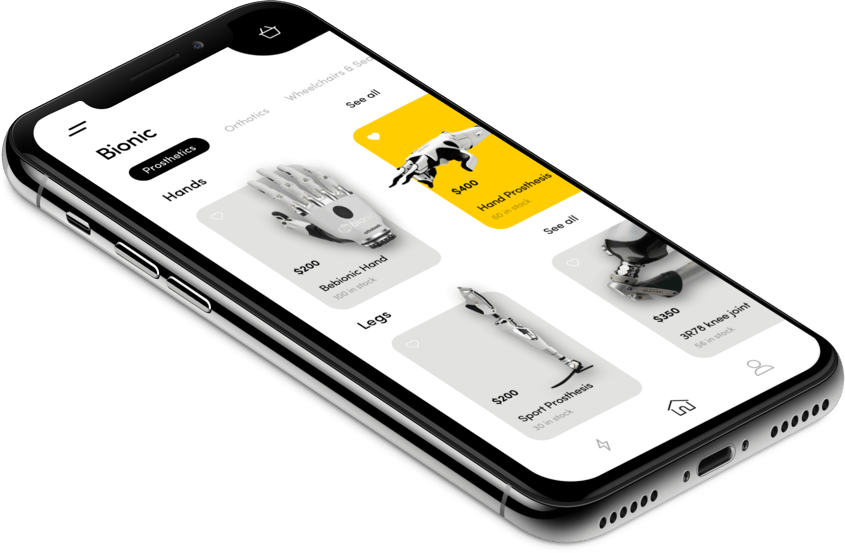 Bionic
Prosthetics
Orthotics
Wheelchairs &
Hands
See all
$200
Bebionic Hand
100 in stock
$400
Hand Prosthesis
60 in stock
Legs
See all
$200
Sport Prosthesis
30 in stock
$350
3R78 knee joint
56 in stock